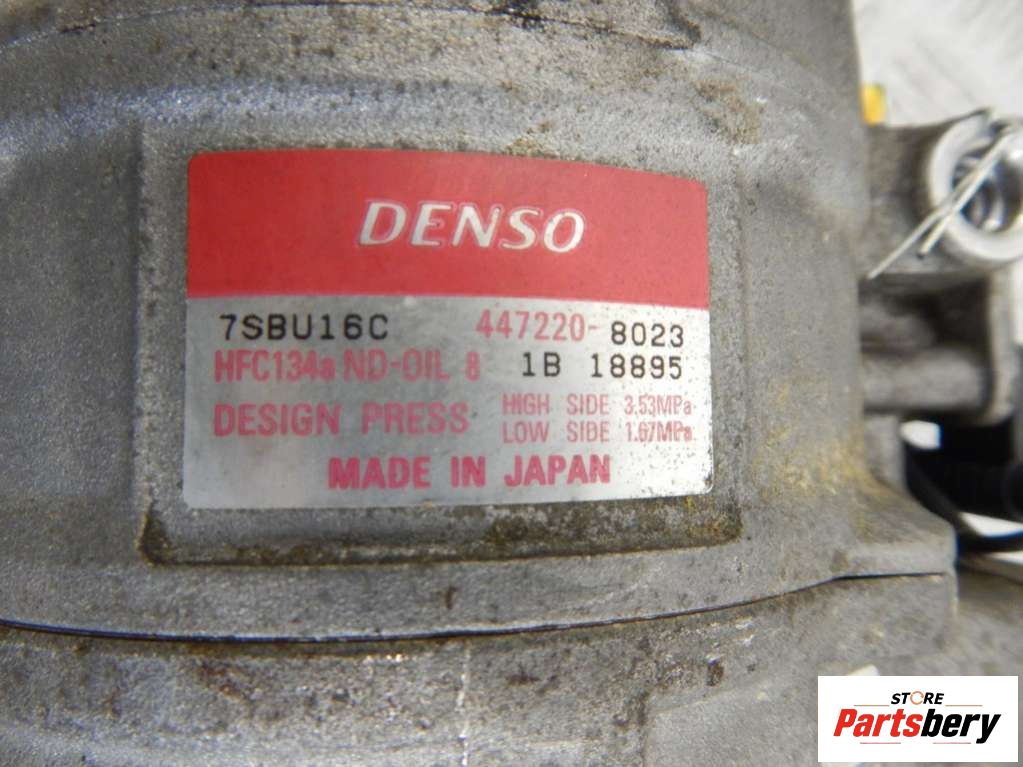 DENSO
7SBU16C 447220-8023
HFC134a ND-OIL 8 1B 18895
DESIGN PRESS HIGH SIDE 3.53MPa
LOW SIDE 1.67MPa
MADE IN JAPAN
STORE
Partsbery